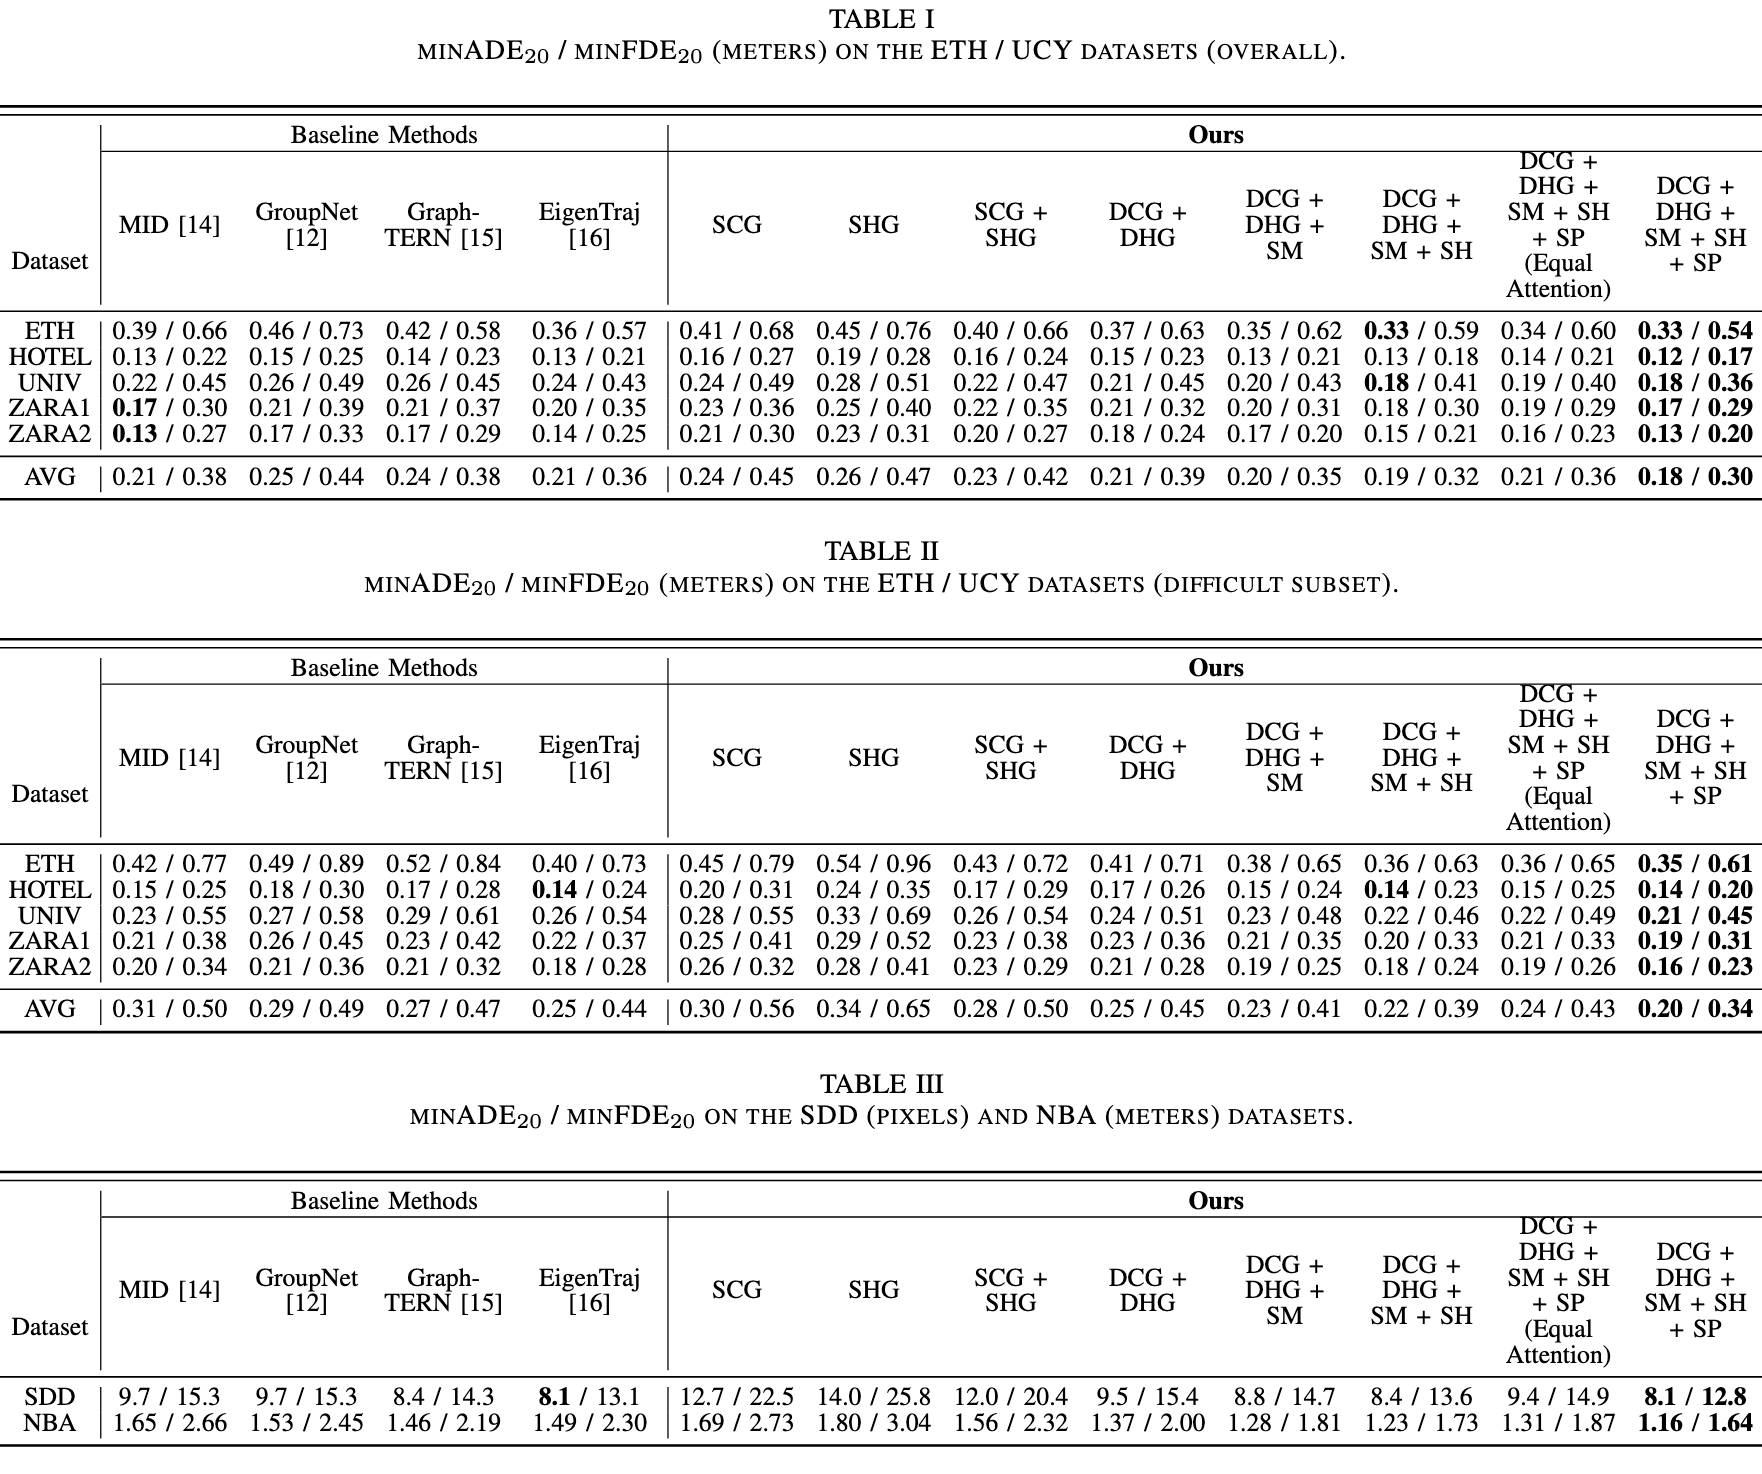 TABLE I
MINADE20 / MINFDE20 (METERS) ON THE ETH / UCY DATASETS (OVERALL).
Baseline Methods Ours
Dataset MID [14] GroupNet [12] Graph-TERN [15] EigenTraj [16] SCG SHG SCG + SHG DCG + DHG DCG + DHG + SM DCG + DHG + SM + SH DCG + DHG + SM + SH + SP (Equal Attention) DCG + DHG + SM + SH + SP
ETH 0.39 / 0.66 0.46 / 0.73 0.42 / 0.58 0.36 / 0.57 0.41 / 0.68 0.45 / 0.76 0.40 / 0.66 0.37 / 0.63 0.35 / 0.62 0.33 / 0.59 0.34 / 0.60 0.33 / 0.54
HOTEL 0.13 / 0.22 0.15 / 0.25 0.14 / 0.23 0.13 / 0.21 0.16 / 0.27 0.19 / 0.28 0.16 / 0.24 0.15 / 0.23 0.13 / 0.21 0.13 / 0.18 0.14 / 0.21 0.12 / 0.17
UNIV 0.22 / 0.45 0.26 / 0.49 0.26 / 0.45 0.24 / 0.43 0.24 / 0.49 0.28 / 0.51 0.22 / 0.47 0.21 / 0.45 0.20 / 0.43 0.18 / 0.41 0.19 / 0.40 0.18 / 0.36
ZARA1 0.17 / 0.30 0.21 / 0.39 0.21 / 0.37 0.20 / 0.35 0.23 / 0.36 0.25 / 0.40 0.22 / 0.35 0.21 / 0.32 0.20 / 0.31 0.18 / 0.30 0.19 / 0.29 0.17 / 0.29
ZARA2 0.13 / 0.27 0.17 / 0.33 0.17 / 0.29 0.14 / 0.25 0.21 / 0.30 0.23 / 0.31 0.20 / 0.27 0.18 / 0.24 0.17 / 0.20 0.15 / 0.21 0.16 / 0.23 0.13 / 0.20
AVG 0.21 / 0.38 0.25 / 0.44 0.24 / 0.38 0.21 / 0.36 0.24 / 0.45 0.26 / 0.47 0.23 / 0.42 0.21 / 0.39 0.20 / 0.35 0.19 / 0.32 0.21 / 0.36 0.18 / 0.30
TABLE II
MINADE20 / MINFDE20 (METERS) ON THE ETH / UCY DATASETS (DIFFICULT SUBSET).
Baseline Methods Ours
Dataset MID [14] GroupNet [12] Graph-TERN [15] EigenTraj [16] SCG SHG SCG + SHG DCG + DHG DCG + DHG + SM DCG + DHG + SM + SH DCG + DHG + SM + SH + SP (Equal Attention) DCG + DHG + SM + SH + SP
ETH 0.42 / 0.77 0.49 / 0.89 0.52 / 0.84 0.40 / 0.73 0.45 / 0.79 0.54 / 0.96 0.43 / 0.72 0.41 / 0.71 0.38 / 0.65 0.36 / 0.63 0.36 / 0.65 0.35 / 0.61
HOTEL 0.15 / 0.25 0.18 / 0.30 0.17 / 0.28 0.14 / 0.24 0.20 / 0.31 0.24 / 0.35 0.17 / 0.29 0.17 / 0.26 0.15 / 0.24 0.14 / 0.23 0.15 / 0.25 0.14 / 0.20
UNIV 0.23 / 0.55 0.27 / 0.58 0.29 / 0.61 0.26 / 0.54 0.28 / 0.55 0.33 / 0.69 0.26 / 0.54 0.24 / 0.51 0.23 / 0.48 0.22 / 0.46 0.22 / 0.49 0.21 / 0.45
ZARA1 0.21 / 0.38 0.26 / 0.45 0.23 / 0.42 0.22 / 0.37 0.25 / 0.41 0.29 / 0.52 0.23 / 0.38 0.23 / 0.36 0.21 / 0.35 0.20 / 0.33 0.21 / 0.33 0.19 / 0.31
ZARA2 0.20 / 0.34 0.21 / 0.36 0.21 / 0.32 0.18 / 0.28 0.26 / 0.32 0.28 / 0.41 0.23 / 0.29 0.21 / 0.28 0.19 / 0.25 0.18 / 0.24 0.19 / 0.26 0.16 / 0.23
AVG 0.31 / 0.50 0.29 / 0.49 0.27 / 0.47 0.25 / 0.44 0.30 / 0.56 0.34 / 0.65 0.28 / 0.50 0.25 / 0.45 0.23 / 0.41 0.22 / 0.39 0.24 / 0.43 0.20 / 0.34
TABLE III
MINADE20 / MINFDE20 ON THE SDD (PIXELS) AND NBA (METERS) DATASETS.
Baseline Methods Ours
Dataset MID [14] GroupNet [12] Graph-TERN [15] EigenTraj [16] SCG SHG SCG + SHG DCG + DHG DCG + DHG + SM DCG + DHG + SM + SH DCG + DHG + SM + SH + SP (Equal Attention) DCG + DHG + SM + SH + SP
SDD 9.7 / 15.3 9.7 / 15.3 8.4 / 14.3 8.1 / 13.1 12.7 / 22.5 14.0 / 25.8 12.0 / 20.4 9.5 / 15.4 8.8 / 14.7 8.4 / 13.6 9.4 / 14.9 8.1 / 12.8
NBA 1.65 / 2.66 1.53 / 2.45 1.46 / 2.19 1.49 / 2.30 1.69 / 2.73 1.80 / 3.04 1.56 / 2.32 1.37 / 2.00 1.28 / 1.81 1.23 / 1.73 1.31 / 1.87 1.16 / 1.64